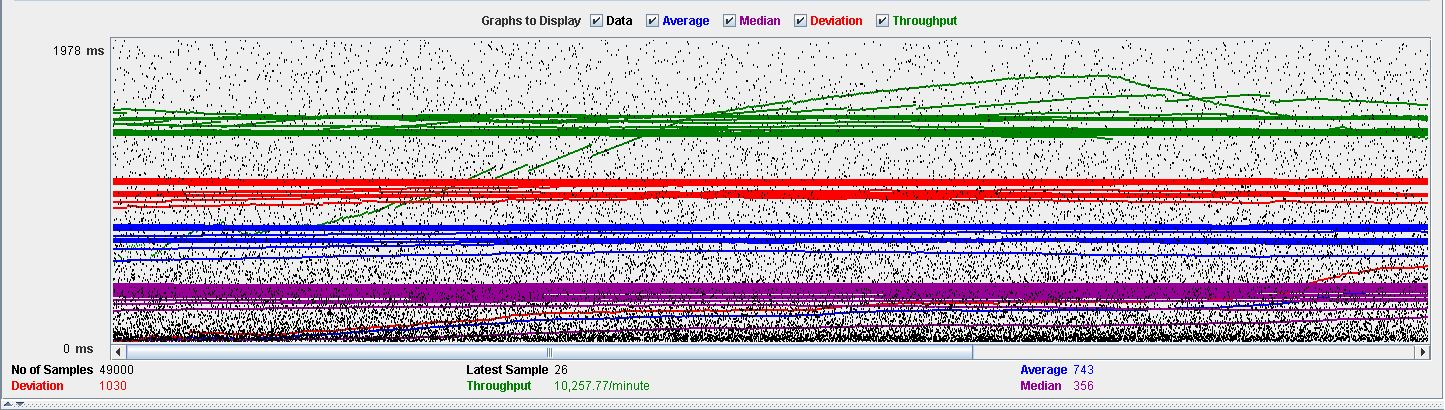 Graphs to Display Data Average Median Deviation Throughput
1978 ms
0 ms
No of Samples 49000 Latest Sample 26 Average 743
Deviation 1030 Throughput 10,257.77/minute Median 356